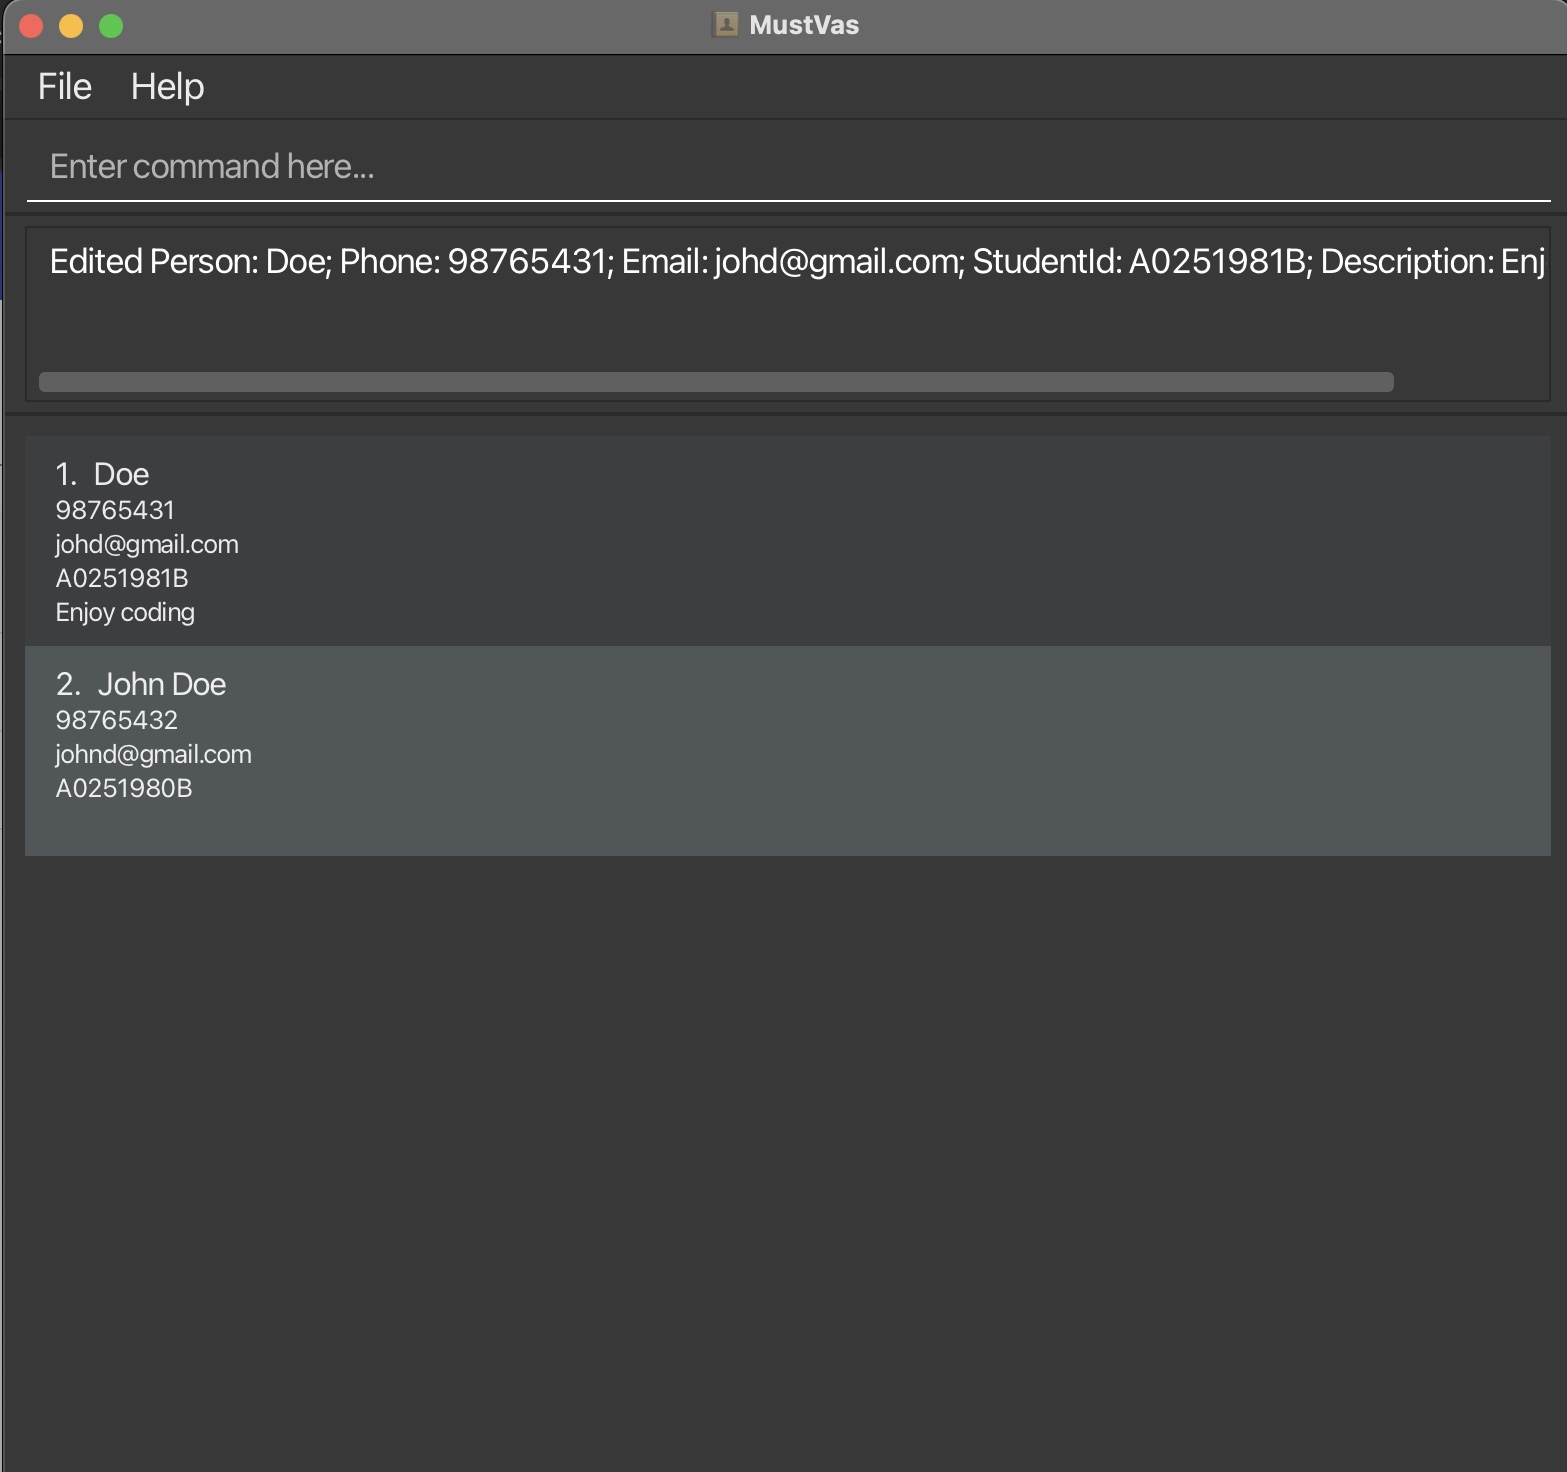 MustVas
File Help
Enter command here...
Edited Person: Doe; Phone: 98765431; Email: johd@gmail.com; StudentId: A0251981B; Description: Enj
1. Doe
98765431
johd@gmail.com
A0251981B
Enjoy coding
2. John Doe
98765432
johnd@gmail.com
A0251980B